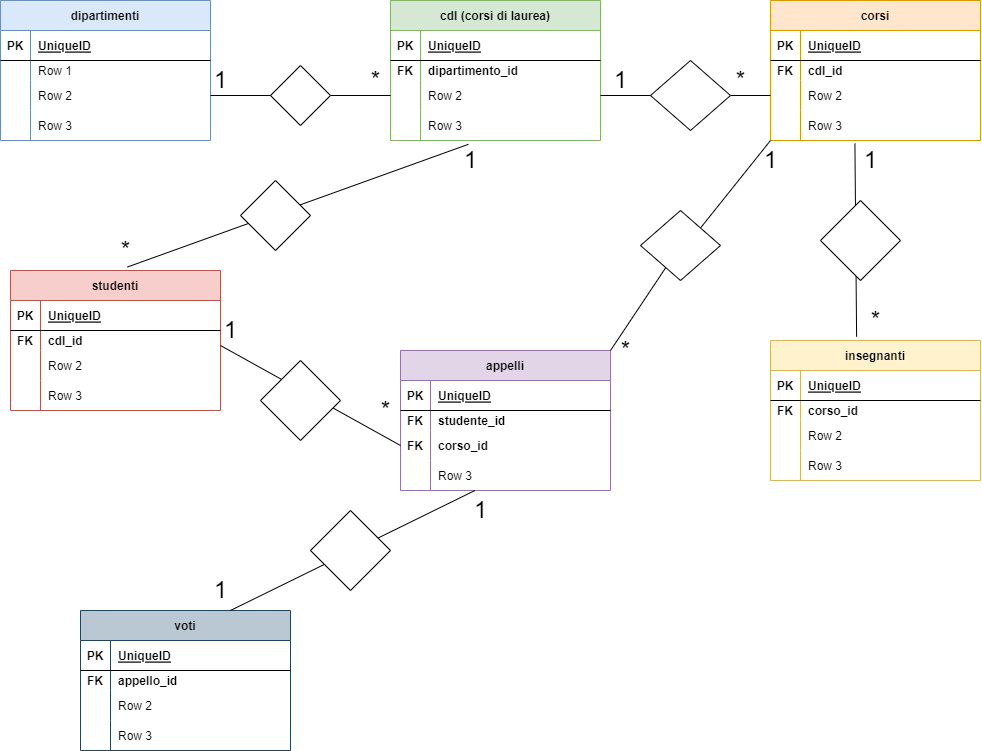 dipartimenti
PK UniqueID
Row 1
Row 2
Row 3
1
*
cdl (corsi di laurea)
PK UniqueID
FK dipartimento_id
Row 2
Row 3
1
*
corsi
PK UniqueID
FK cdl_id
Row 2
Row 3
1
*
1
*
1
*
studenti
PK UniqueID
FK cdl_id
Row 2
Row 3
1
*
appelli
PK UniqueID
FK studente_id
FK corso_id
Row 3
insegnanti
PK UniqueID
FK corso_id
Row 2
Row 3
1
1
voti
PK UniqueID
FK appello_id
Row 2
Row 3